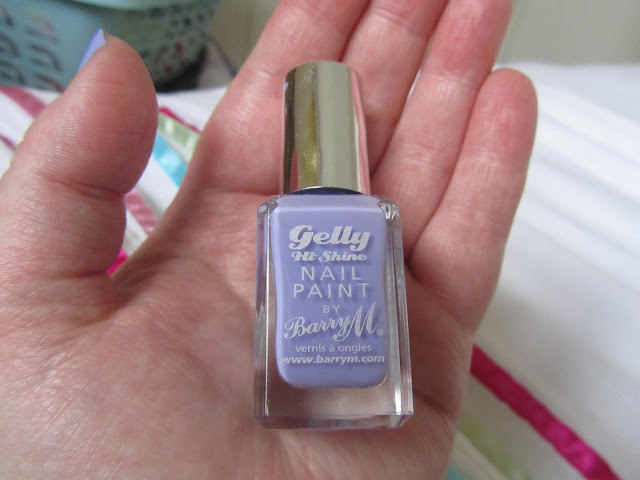 Gelly
Hi-Shine
NAIL
PAINT
BY
Barry M®
vernis à ongles
www.barrym.com